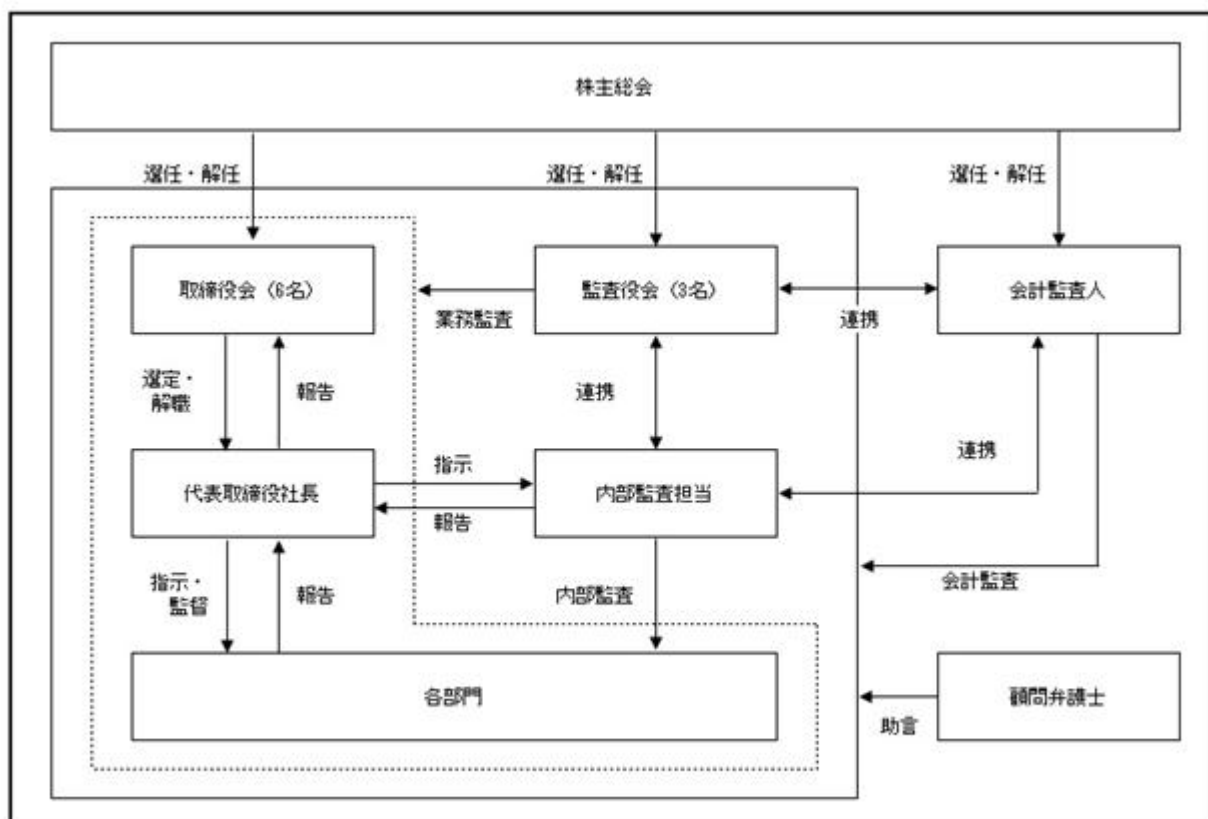 株主総会
選任・解任
選任・解任
選任・解任
取締役会（6名）
監査役会（3名）
会計監査人
業務監査
連携
選定・
解職
報告
連携
連携
代表取締役社長
指示
報告
内部監査担当
指示・
監督
報告
内部監査
会計監査
各部門
顧問弁護士
助言